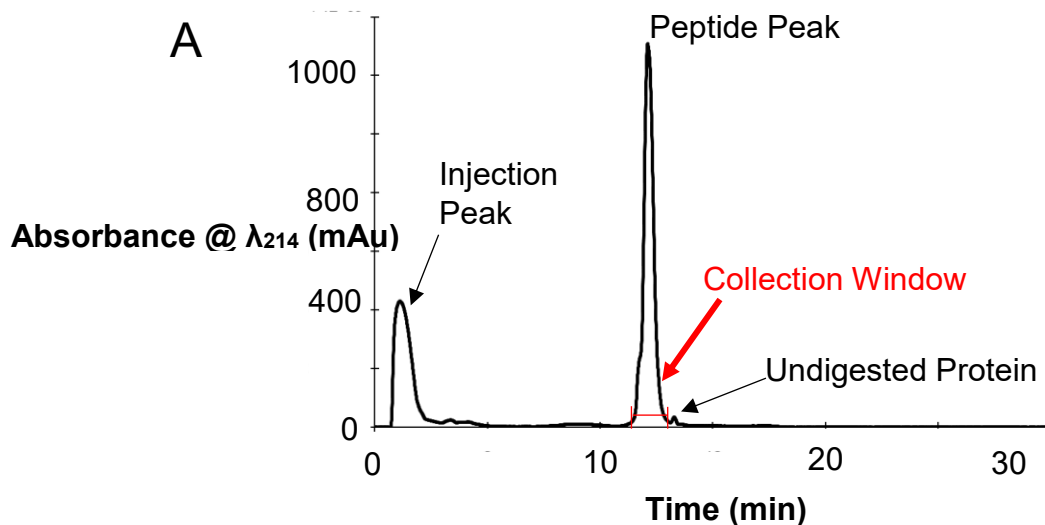 A
Peptide Peak
1000
Injection
Peak
800
Absorbance @ λ₂₁₄ (mAu)
Collection Window
400
Undigested Protein
0
0
10
20
30
Time (min)